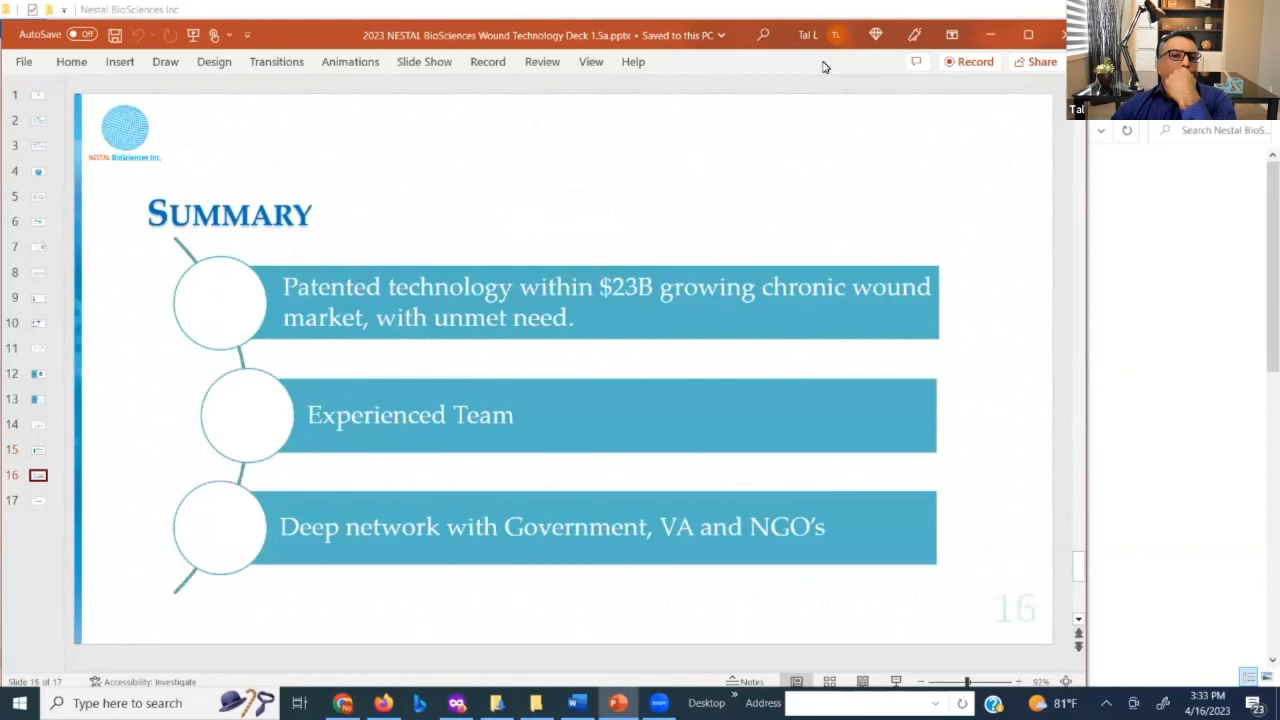 Nestal BioSciences Inc
AutoSave Off
2023 NESTAL BioSciences Wound Technology Deck 1.5a.pptx • Saved to this PC
Tal L
TL
File Home Insert Draw Design Transitions Animations Slide Show Record Review View Help
Record
Share
Tal
Search Nestal BioS...
1
2
3
4
5
6
7
8
9
10
11
12
13
14
15
16
17
NESTAL BioSciences Inc.
SUMMARY
Patented technology within $23B growing chronic wound
market, with unmet need.
Experienced Team
Deep network with Government, VA and NGO's
16
Slide 16 of 17
Accessibility: Investigate
Notes
92%
Type here to search
Desktop
Address
81°F
3:33 PM
4/16/2023
23